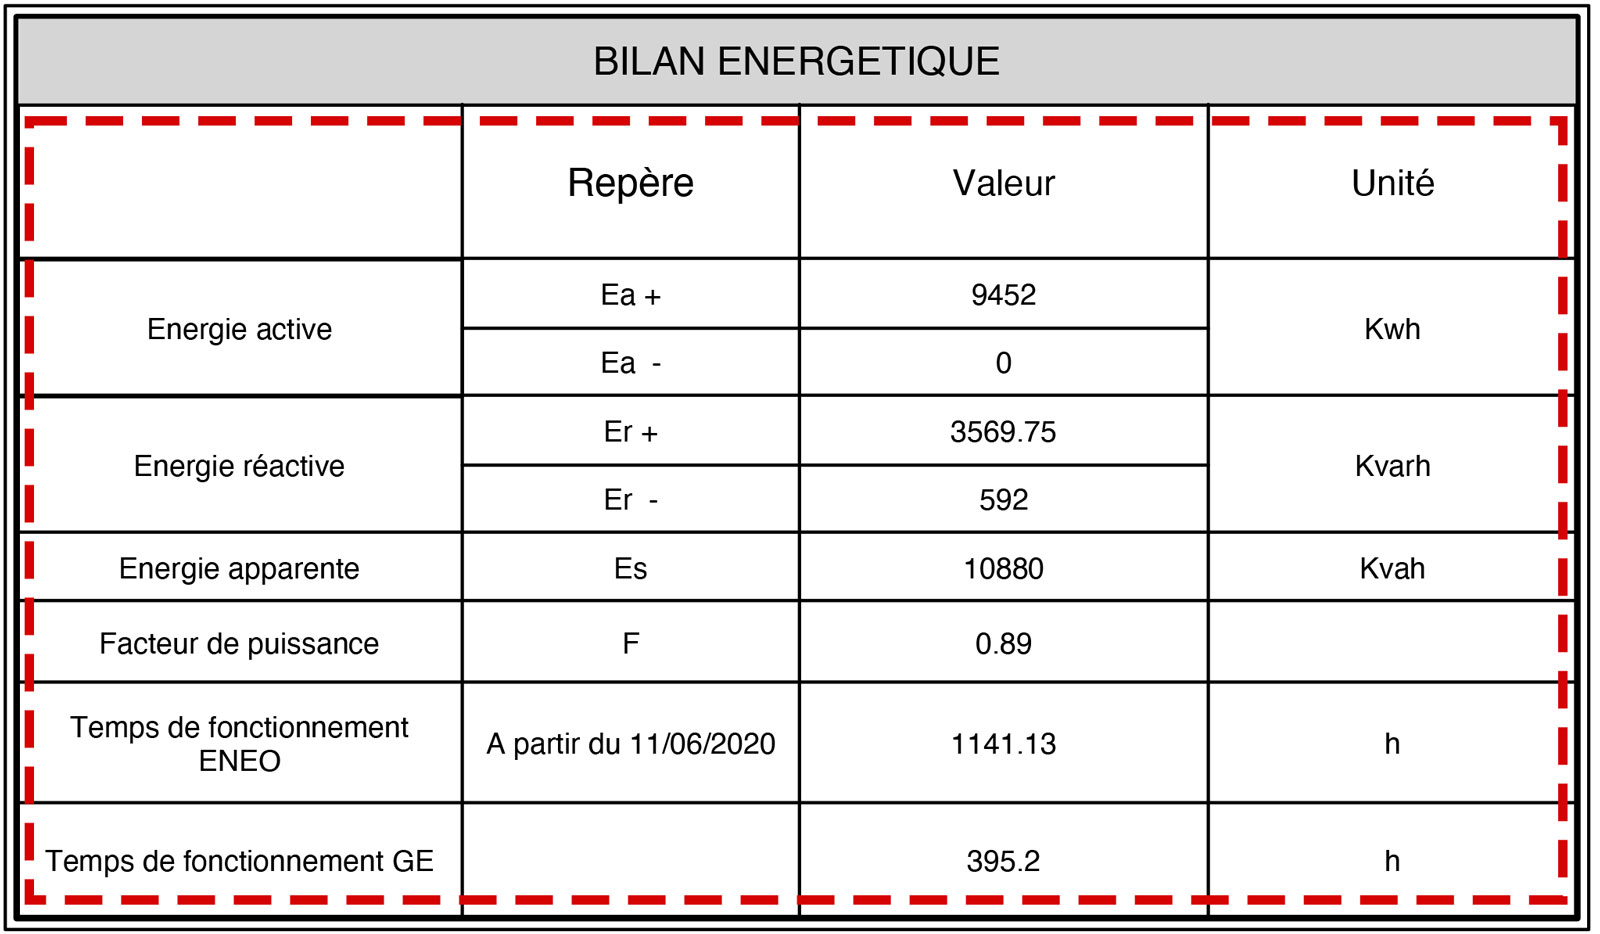 BILAN ENERGETIQUE
Repère Valeur Unité
Energie active Ea + 9452 Kwh
Ea - 0
Energie réactive Er + 3569.75 Kvarh
Er - 592
Energie apparente Es 10880 Kvah
Facteur de puissance F 0.89
Temps de fonctionnement
ENEO A partir du 11/06/2020 1141.13 h
Temps de fonctionnement GE 395.2 h